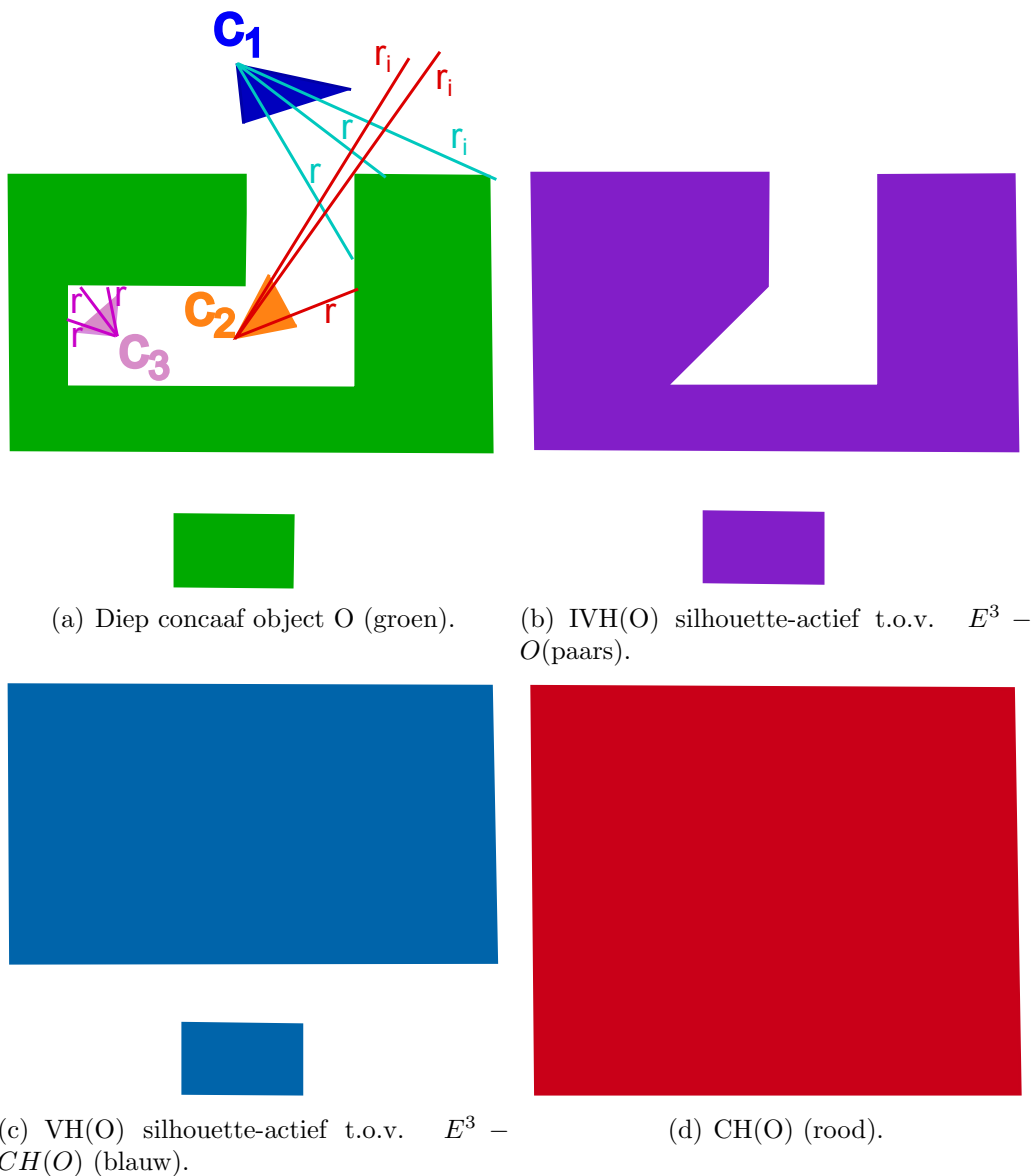 C1
ri
ri
r
ri
r
r
r
r
C2
r
C3
(a) Diep concaaf object O (groen).
(b) IVH(O) silhouette-actief t.o.v. E³ −
O(paars).
(c) VH(O) silhouette-actief t.o.v. E³ −
CH(O) (blauw).
(d) CH(O) (rood).